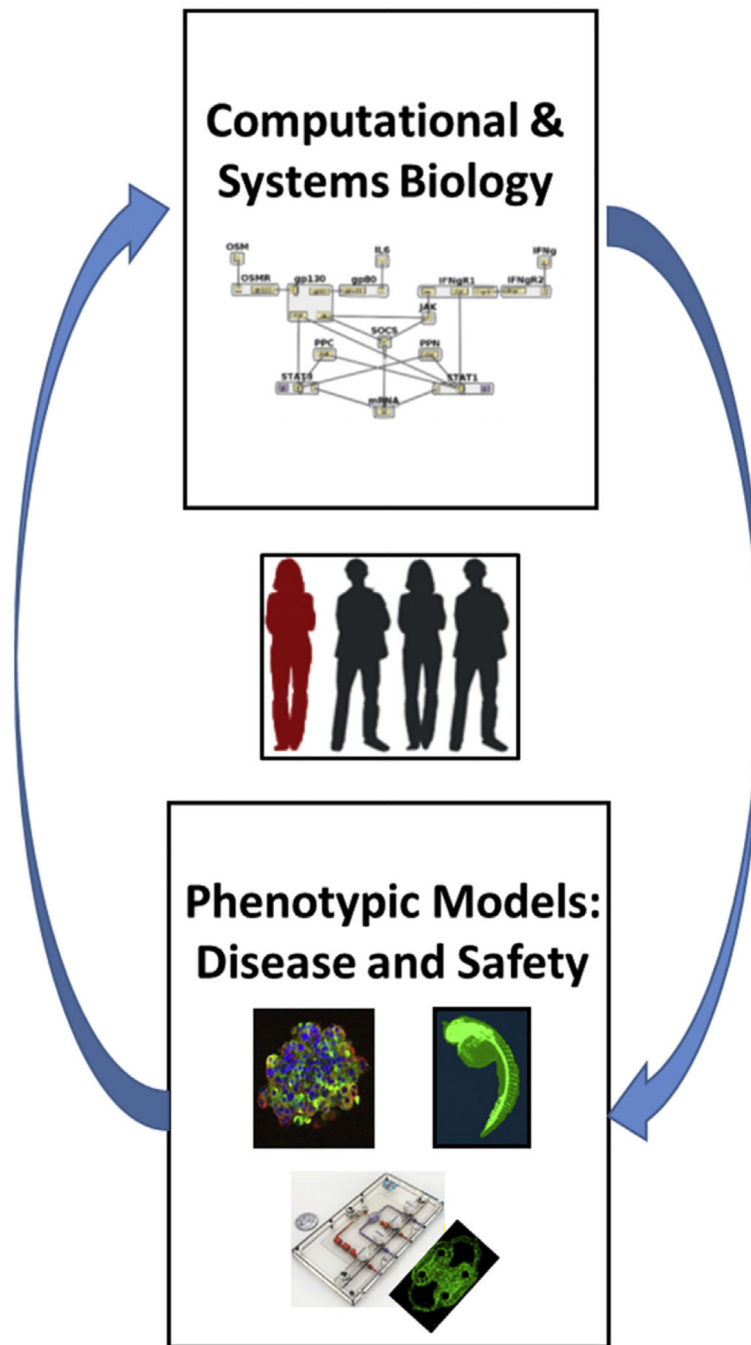 Computational &
Systems Biology
OSM
IL6
IFNg
OSMR
gp130
gp80
IFNgR1
IFNgR2
JAK
SOCS
PPC
PPN
STAT3
STAT1
mRNA
Phenotypic Models:
Disease and Safety